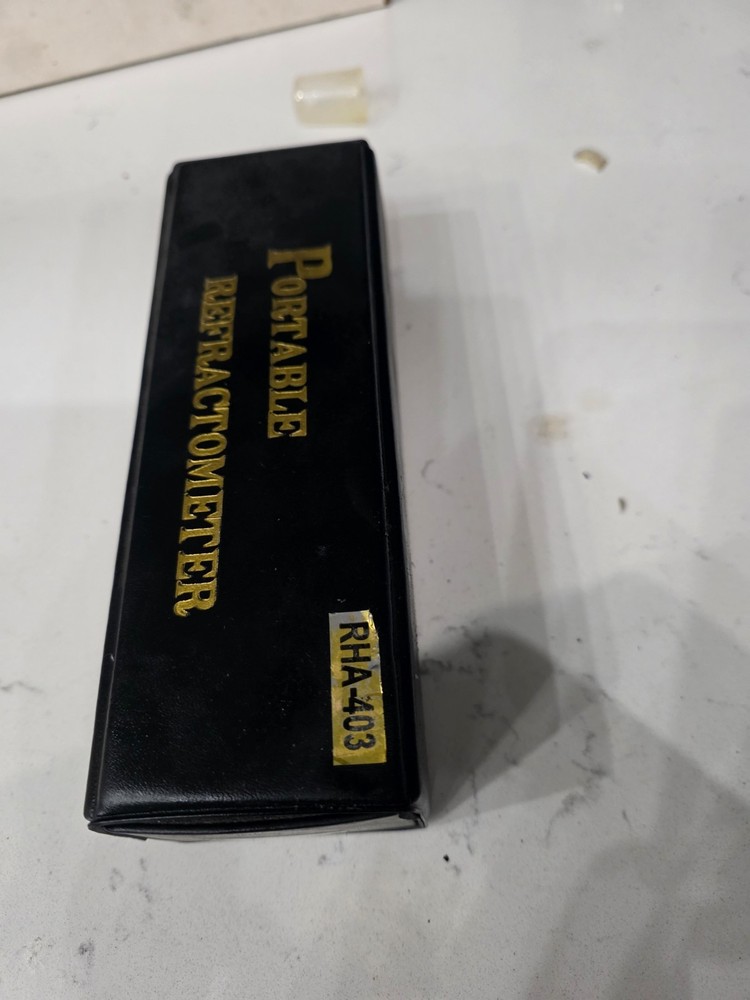 PORTABLE
REFRACTOMETER
RHA-403